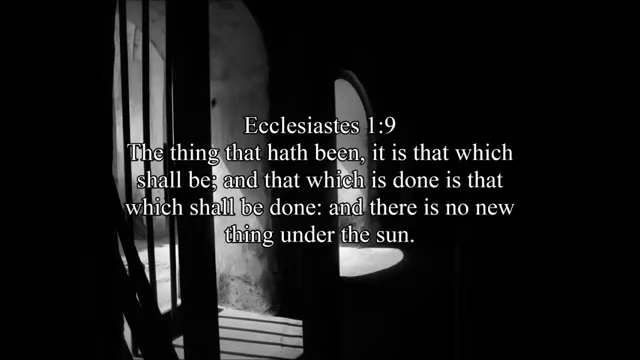 Ecclesiastes 1:9
The thing that hath been, it is that which
shall be; and that which is done is that
which shall be done: and there is no new
thing under the sun.